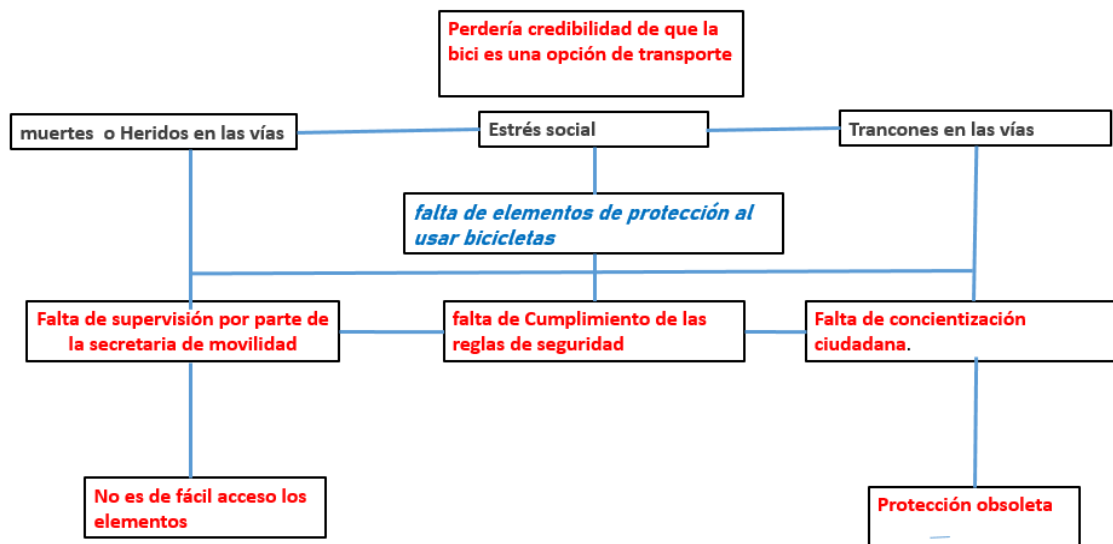 Perdería credibilidad de que la
bici es una opción de transporte
muertes o Heridos en las vías
Estrés social
Trancones en las vías
falta de elementos de protección al
usar bicicletas
Falta de supervisión por parte de
la secretaria de movilidad
falta de Cumplimiento de las
reglas de seguridad
Falta de concientización
ciudadana.
No es de fácil acceso los
elementos
Protección obsoleta